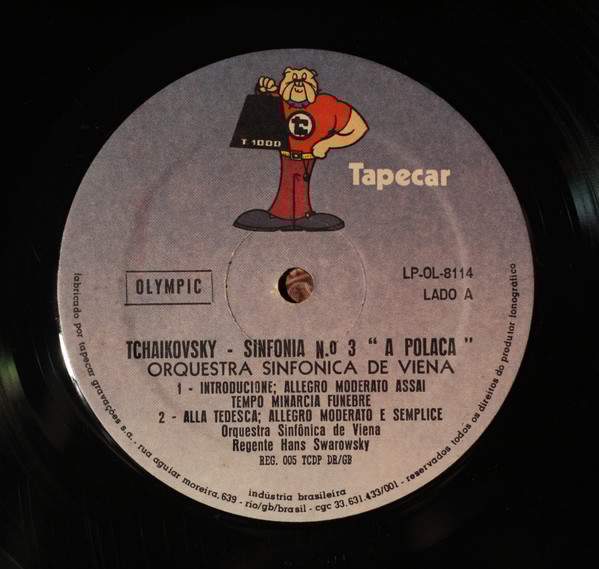 T. 1000
Tapecar
OLYMPIC
LP-OL-8114
LADO A
TCHAIKOVSKY - SINFONIA N.º 3 " A POLACA "
ORQUESTRA SINFONICA DE VIENA
1 - INTRODUCIONE; ALLEGRO MODERATO ASSAI
TEMPO MINARCIA FUNEBRE
2 - ALLA TEDESCA; ALLEGRO MODERATO E SEMPLICE
Orquestra Sinfônica de Viena
Regente Hans Swarowsky
REG. 005 TCDP DR/GB
indústria brasileira
fabricado por tapecar gravações s.a. - rua aguiar moreira, 639 - rio/gb/brasil - cgc 33.631.433/001 - reservados todos os direitos do produtor fonográfico